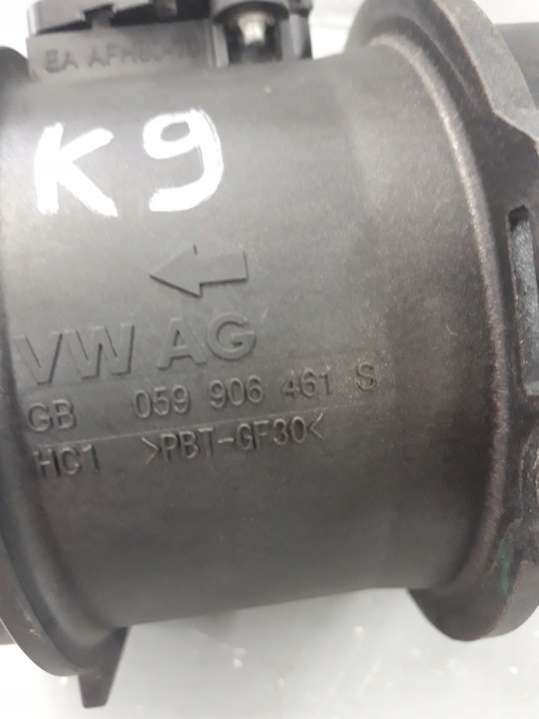 K9
VW AG
GB 059 906 461 S
HC1 >PBT-GF30<